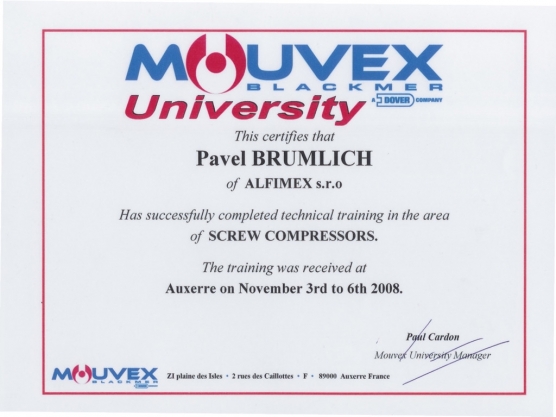 MOUVEX
BLACKMER
University A DOVER COMPANY
This certifies that
Pavel BRUMLICH
of ALFIMEX s.r.o
Has successfully completed technical training in the area
of SCREW COMPRESSORS.
The training was received at
Auxerre on November 3rd to 6th 2008.
Paul Cardon
Mouvex University Manager
MOUVEX
BLACKMER
ZI plaine des Isles • 2 rues des Caillottes • F • 89000 Auxerre France